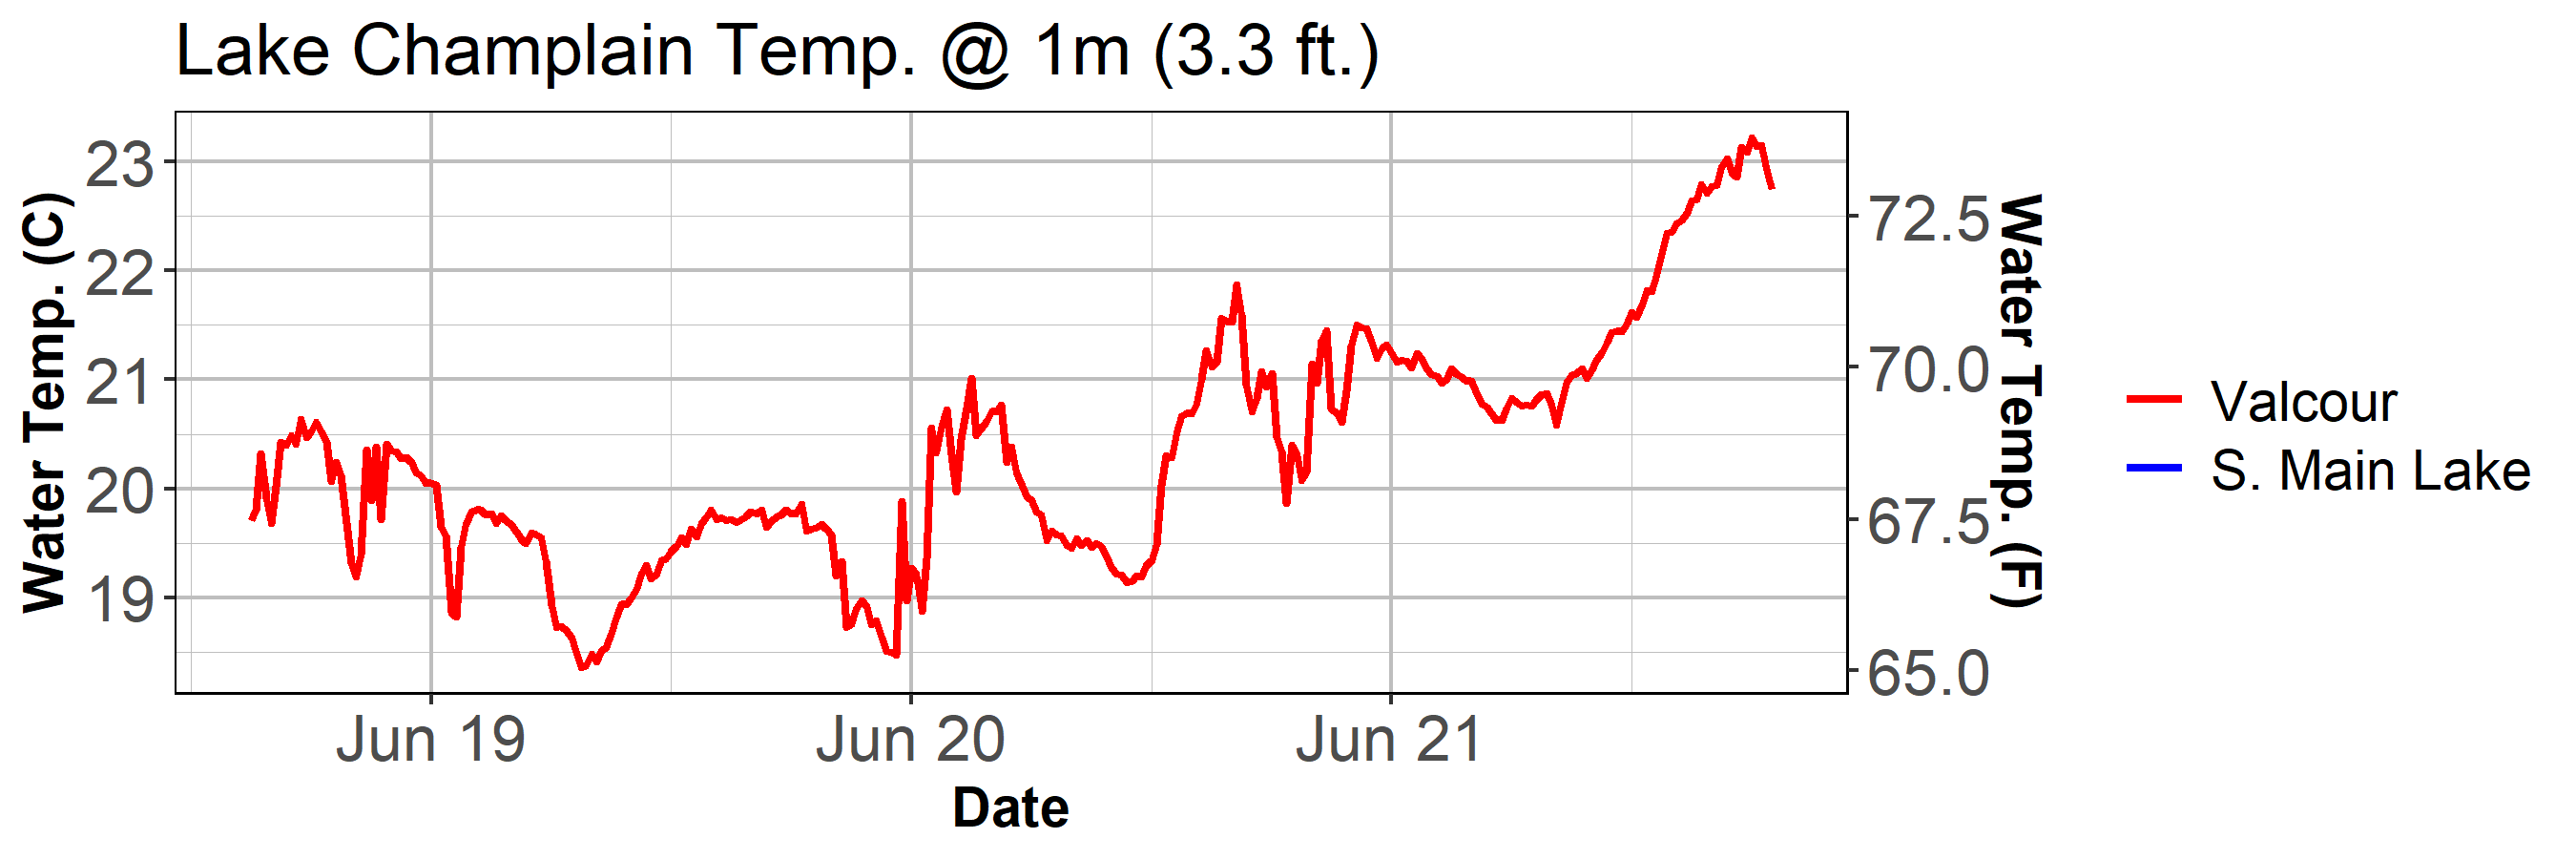 Lake Champlain Temp. @ 1m (3.3 ft.)
Water Temp. (C)
23
22
21
20
19
72.5
70.0
67.5
65.0
Water Temp. (F)
Jun 19
Jun 20
Jun 21
Date
Valcour
S. Main Lake